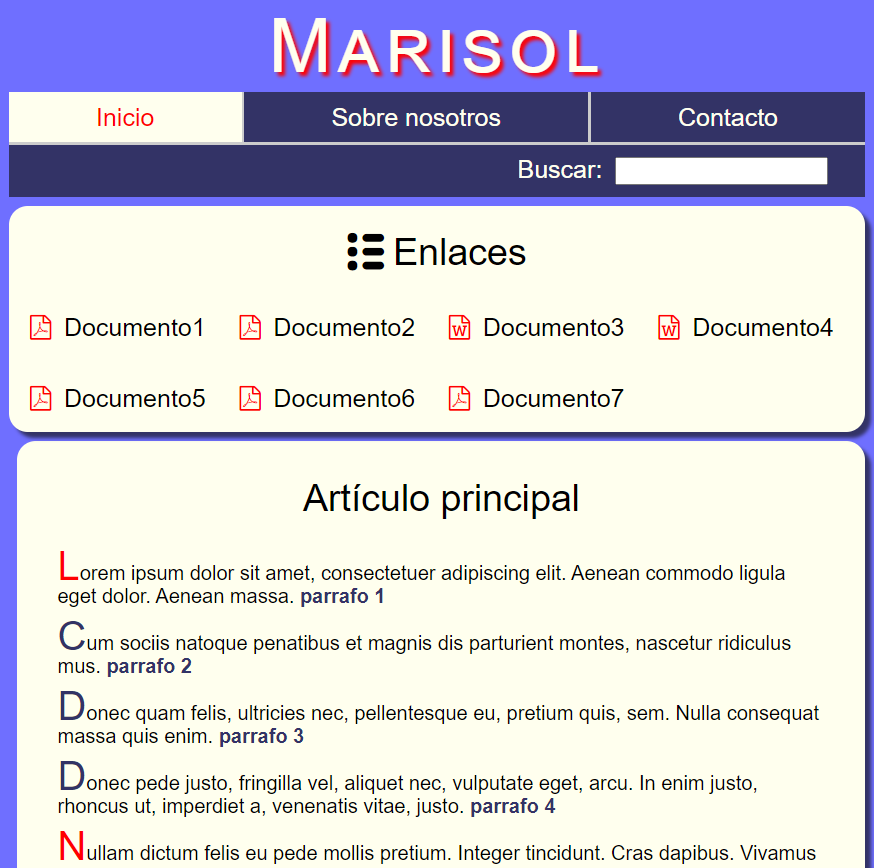 MARISOL
Inicio Sobre nosotros Contacto
Buscar:
Enlaces
Documento1 Documento2 Documento3 Documento4
Documento5 Documento6 Documento7
Artículo principal
Lorem ipsum dolor sit amet, consectetuer adipiscing elit. Aenean commodo ligula
eget dolor. Aenean massa. parrafo 1
Cum sociis natoque penatibus et magnis dis parturient montes, nascetur ridiculus
mus. parrafo 2
Donec quam felis, ultricies nec, pellentesque eu, pretium quis, sem. Nulla consequat
massa quis enim. parrafo 3
Donec pede justo, fringilla vel, aliquet nec, vulputate eget, arcu. In enim justo,
rhoncus ut, imperdiet a, venenatis vitae, justo. parrafo 4
Nullam dictum felis eu pede mollis pretium. Integer tincidunt. Cras dapibus. Vivamus